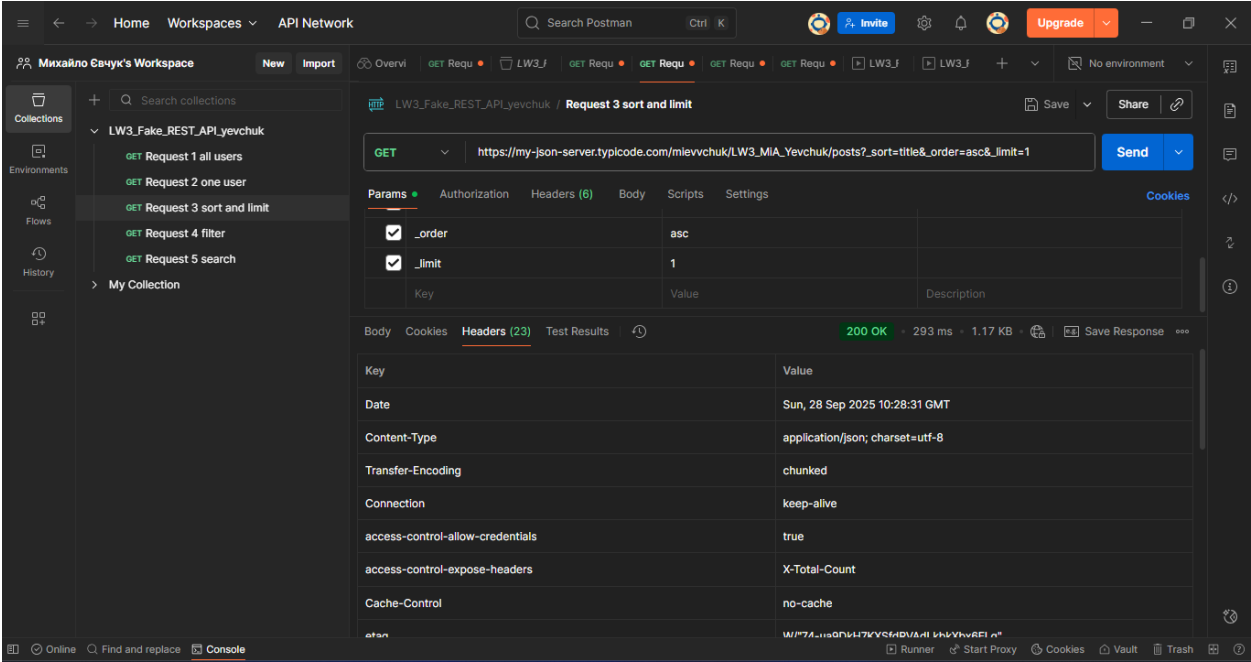 Home Workspaces API Network Search Postman Ctrl K Invite Upgrade
Михайло Євчук's Workspace New Import Overvi GET Requ LW3_F GET Requ GET Requ GET Requ GET Requ LW3_F LW3_F No environment
Collections
Environments
Flows
History
Search collections
LW3_Fake_REST_API_yevchuk
GET Request 1 all users
GET Request 2 one user
GET Request 3 sort and limit
GET Request 4 filter
GET Request 5 search
My Collection
HTTP LW3_Fake_REST_API_yevchuk / Request 3 sort and limit Save Share
GET https://my-json-server.typicode.com/mievvchuk/LW3_MiA_Yevchuk/posts?_sort=title&_order=asc&_limit=1 Send
Params Authorization Headers (6) Body Scripts Settings Cookies
_order asc
_limit 1
Key Value Description
Body Cookies Headers (23) Test Results 200 OK 293 ms 1.17 KB Save Response
Key Value
Date Sun, 28 Sep 2025 10:28:31 GMT
Content-Type application/json; charset=utf-8
Transfer-Encoding chunked
Connection keep-alive
access-control-allow-credentials true
access-control-expose-headers X-Total-Count
Cache-Control no-cache
etag
Online Find and replace Console Runner Start Proxy Cookies Vault Trash